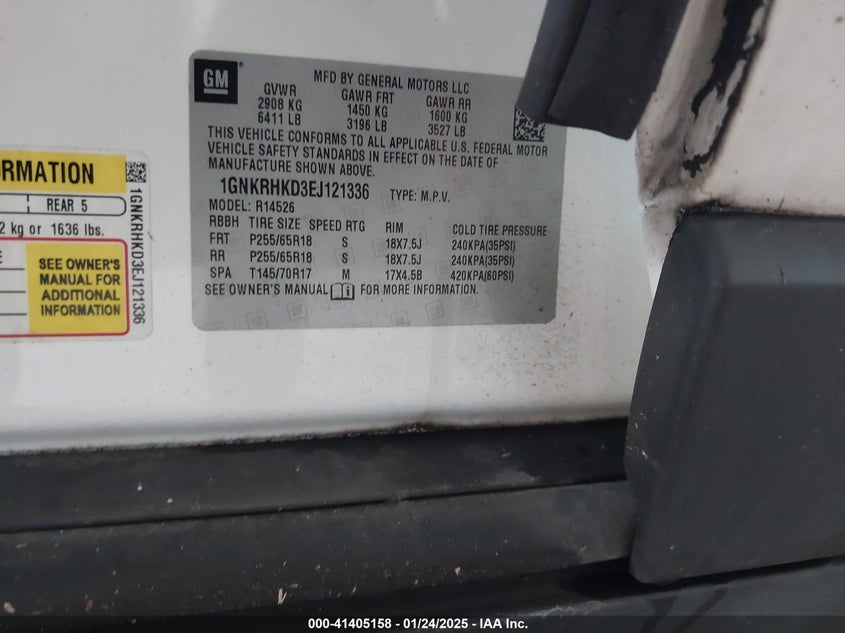 GM
MFD BY GENERAL MOTORS LLC
GVWR GAWR FRT GAWR RR
2908 KG 1450 KG 1600 KG
6411 LB 3196 LB 3527 LB
THIS VEHICLE CONFORMS TO ALL APPLICABLE U.S. FEDERAL MOTOR
VEHICLE SAFETY STANDARDS IN EFFECT ON THE DATE OF
MANUFACTURE SHOWN ABOVE.
1GNKRHKD3EJ121336 TYPE: M.P.V.
MODEL: R14526
RBBH TIRE SIZE SPEED RTG RIM COLD TIRE PRESSURE
FRT P255/65R18 S 18X7.5J 240KPA(35PSI)
RR P255/65R18 S 18X7.5J 240KPA(35PSI)
SPA T145/70R17 M 17X4.5B 420KPA(60PSI)
SEE OWNER'S MANUAL FOR MORE INFORMATION.
REAR 5
kg or 1636 lbs.
SEE OWNER'S
MANUAL FOR
ADDITIONAL
INFORMATION
1GNKRHKD3EJ121336
000-41405158 - 01/24/2025 - IAA Inc.